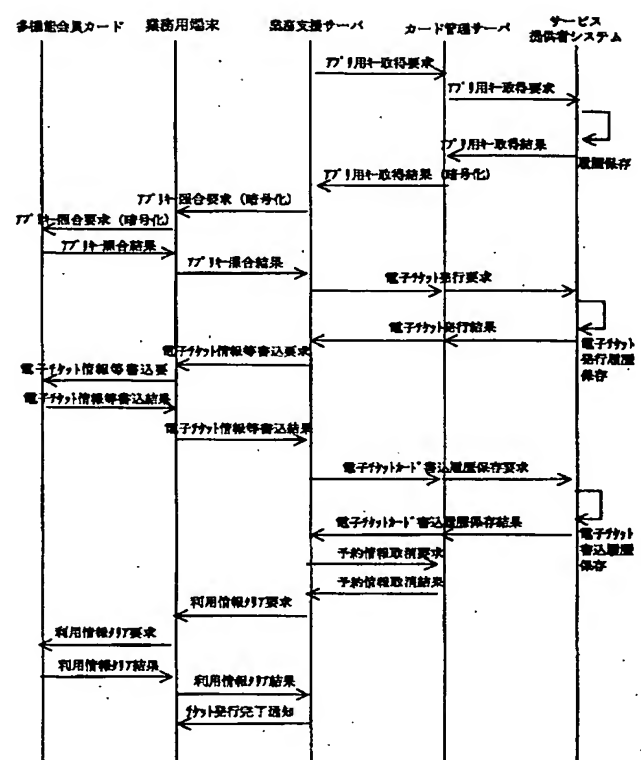 多機能会員カード 業務用端末 業務支援サーバ カード管理サーバ サービス
提供者システム
アプリ用キー取得要求
アプリ用キー取得要求
アプリ用キー取得結果
履歴保存
アプリ用キー取得結果（暗号化）
アプリキー照合要求（暗号化）
アプリキー照合要求（暗号化）
アプリキー照合結果
アプリキー照合結果
電子チケット発行要求
電子チケット発行結果
電子チケット
発行履歴
保存
電子チケット情報等書込要求
電子チケット情報等書込要
電子チケット情報等書込結果
電子チケット情報等書込結果
電子チケットカード書込履歴保存要求
電子チケットカード書込履歴保存結果
電子チケット
書込履歴
保存
予約情報取消要求
予約情報取消結果
利用情報クリア要求
利用情報クリア要求
利用情報クリア結果
利用情報クリア結果
チケット発行完了通知